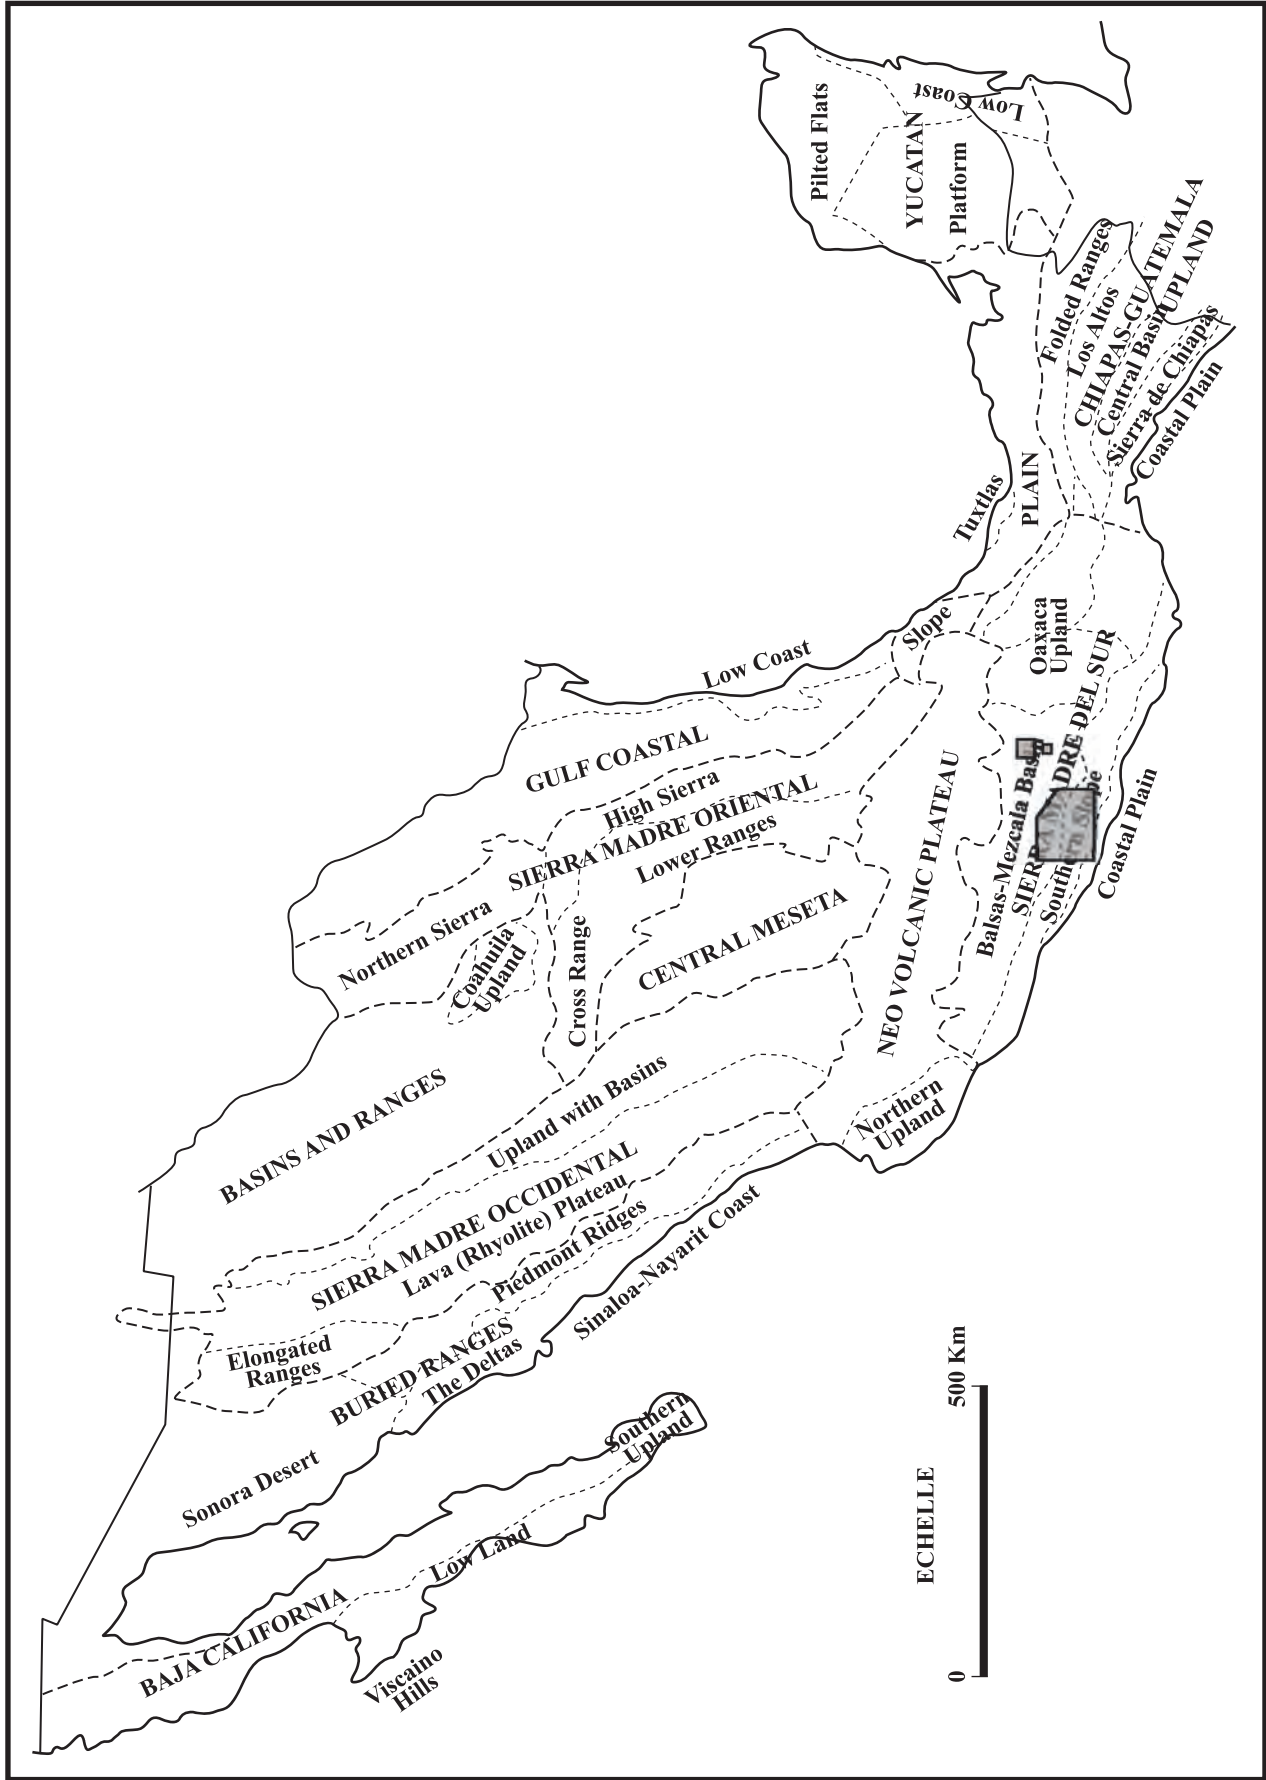 BAJA CALIFORNIA
Viscaino
Hills
Low Land
Southern
Upland
Sonora Desert
BURIED RANGES
The Deltas
Sinaloa-Nayarit Coast
Elongated
Ranges
Piedmont Ridges
SIERRA MADRE OCCIDENTAL
Lava (Rhyolite) Plateau
Upland with Basins
BASINS AND RANGES
Northern Sierra
Coahuila
Upland
Cross Range
SIERRA MADRE ORIENTAL
High Sierra
Lower Ranges
CENTRAL MESETA
GULF COASTAL
PLAIN
Low Coast
Slope
Tuxtlas
NEO VOLCANIC PLATEAU
Northern
Upland
Balsas-Mezcala
SIERRA MADRE DEL SUR
Southern Slope
Coastal Plain
Oaxaca
Upland
Pilted Flats
YUCATAN
Platform
Low Coast
Folded Ranges
Los Altos
CHIAPAS-GUATEMALA
UPLAND
Central Basin
Sierra de Chiapas
Coastal Plain
ECHELLE
0
500 Km